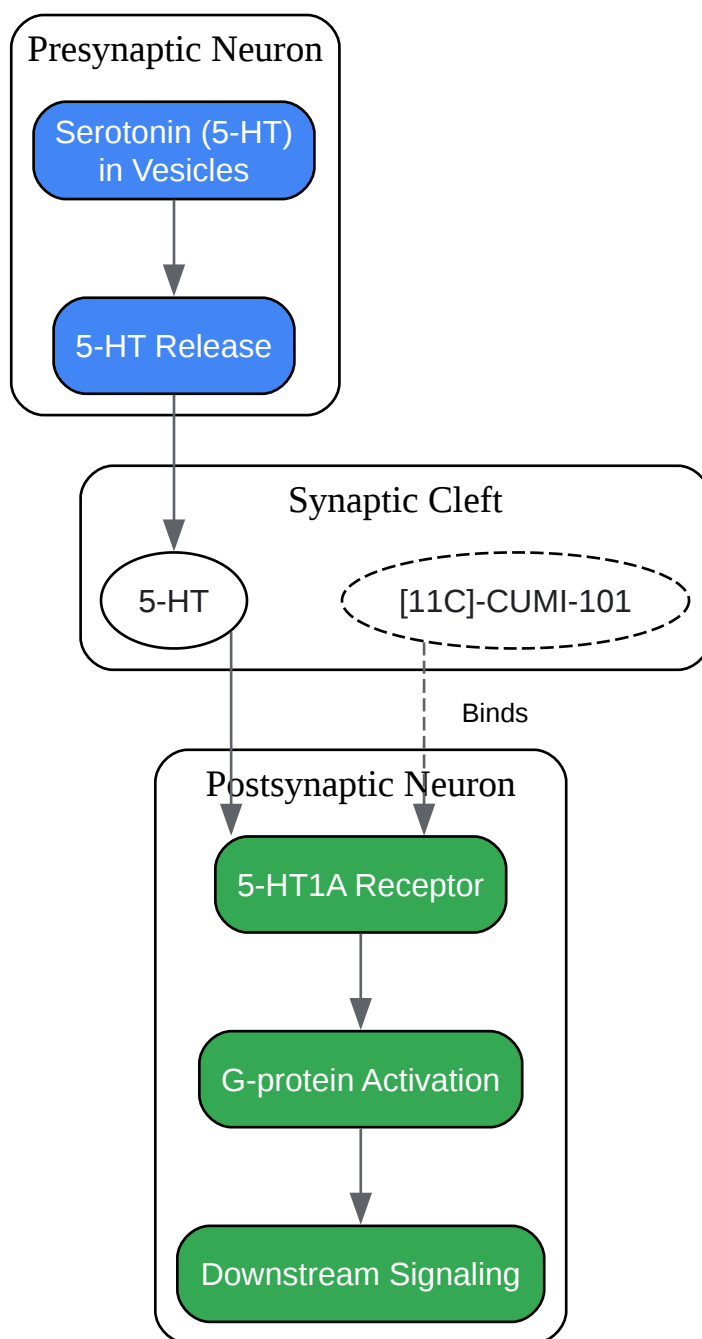 Presynaptic Neuron
Serotonin (5-HT)
in Vesicles
5-HT Release
Synaptic Cleft
5-HT
[11C]-CUMI-101
Binds
Postsynaptic Neuron
5-HT1A Receptor
G-protein Activation
Downstream Signaling